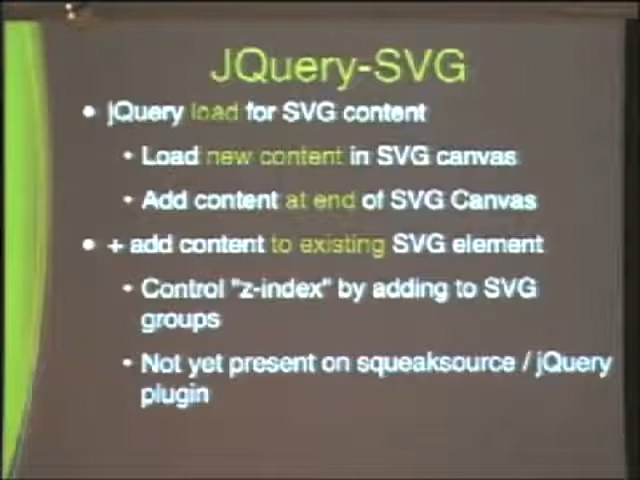 JQuery-SVG
• jQuery load for SVG content
• Load new content in SVG canvas
• Add content at end of SVG Canvas
• + add content to existing SVG element
• Control "z-index" by adding to SVG
groups
• Not yet present on squeaksource / jQuery
plugin